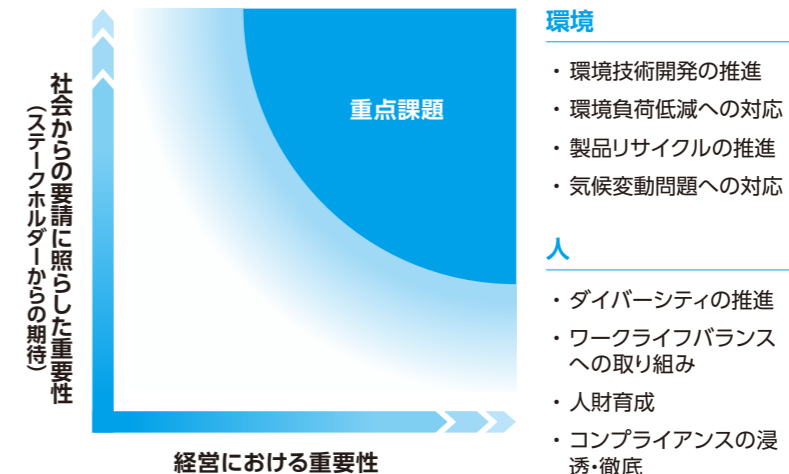 社会からの要請に照らした重要性
（ステークホルダーからの期待）
重点課題
経営における重要性
環境
・環境技術開発の推進
・環境負荷低減への対応
・製品リサイクルの推進
・気候変動問題への対応
人
・ダイバーシティの推進
・ワークライフバランス
への取り組み
・人財育成
・コンプライアンスの浸
透・徹底